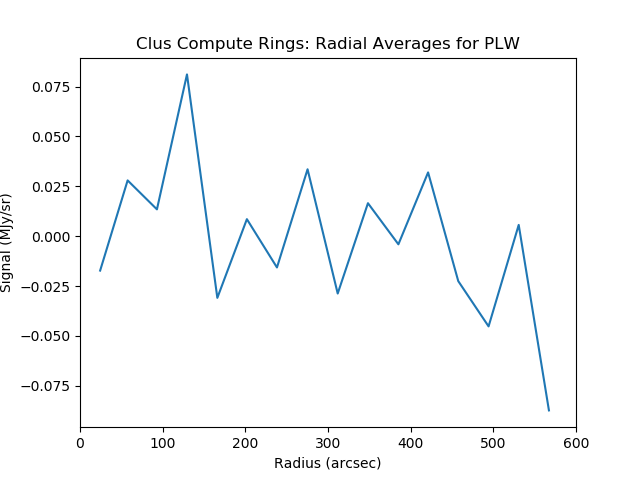 Clus Compute Rings: Radial Averages for PLW
Signal (MJy/sr)
0.075
0.050
0.025
0.000
−0.025
−0.050
−0.075
0 100 200 300 400 500 600
Radius (arcsec)